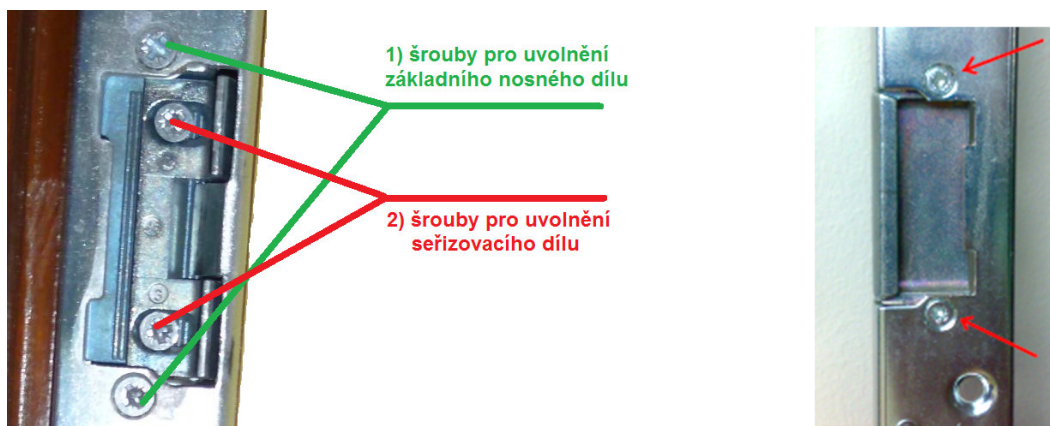 1) šrouby pro uvolnění
základního nosného dílu
2) šrouby pro uvolnění
seřizovacího dílu